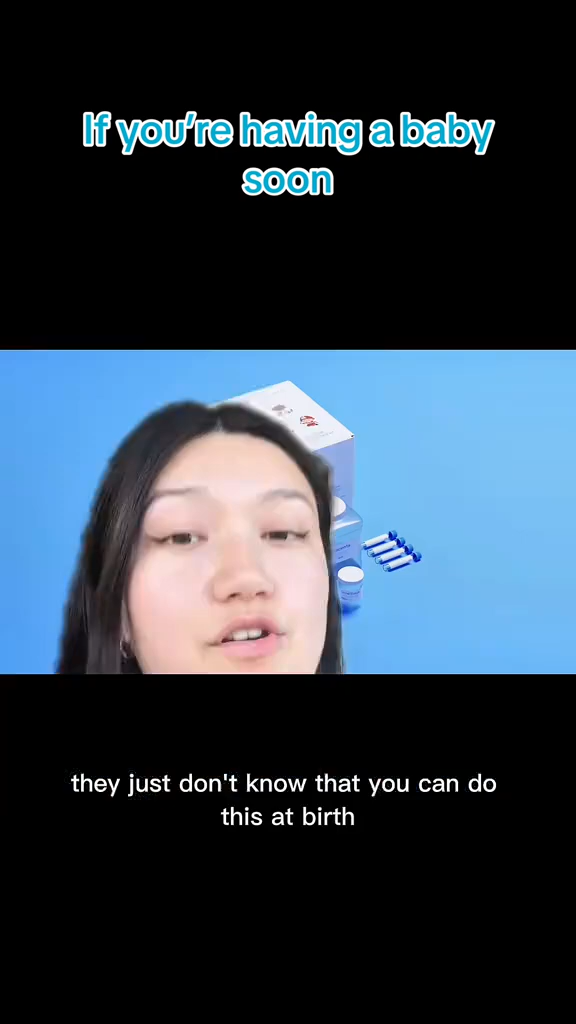 If you're having a baby
soon
they just don't know that you can do
this at birth